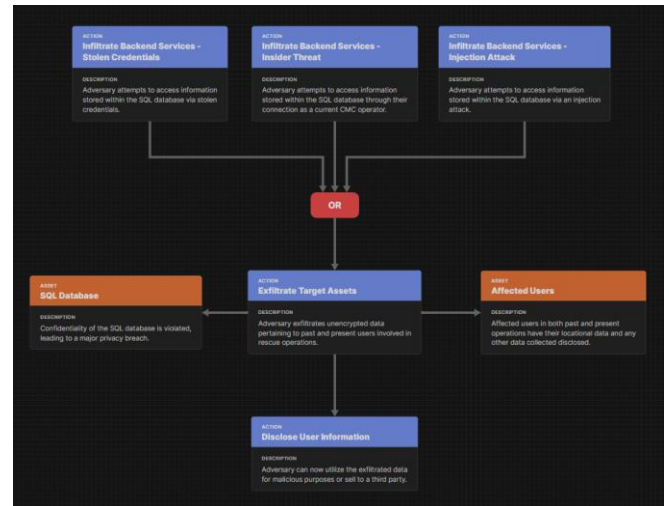 ACTION
Infiltrate Backend Services -
Stolen Credentials
DESCRIPTION
Adversary attempts to access information
stored within the SQL database via stolen
credentials.
ACTION
Infiltrate Backend Services -
Insider Threat
DESCRIPTION
Adversary attempts to access information
stored within the SQL database through their
connection as a current CMC operator.
ACTION
Infiltrate Backend Services -
Injection Attack
DESCRIPTION
Adversary attempts to access information
stored within the SQL database via an injection
attack.
OR
ASSET
SQL Database
DESCRIPTION
Confidentiality of the SQL database is violated,
leading to a major privacy breach.
ACTION
Exfiltrate Target Assets
DESCRIPTION
Adversary exfiltrates unencrypted data
pertaining to past and present users involved in
rescue operations.
ASSET
Affected Users
DESCRIPTION
Affected users in both past and present
operations have their locational data and any
other data collected disclosed.
ACTION
Disclose User Information
DESCRIPTION
Adversary can now utilize the exfiltrated data
for malicious purposes or sell to a third party.